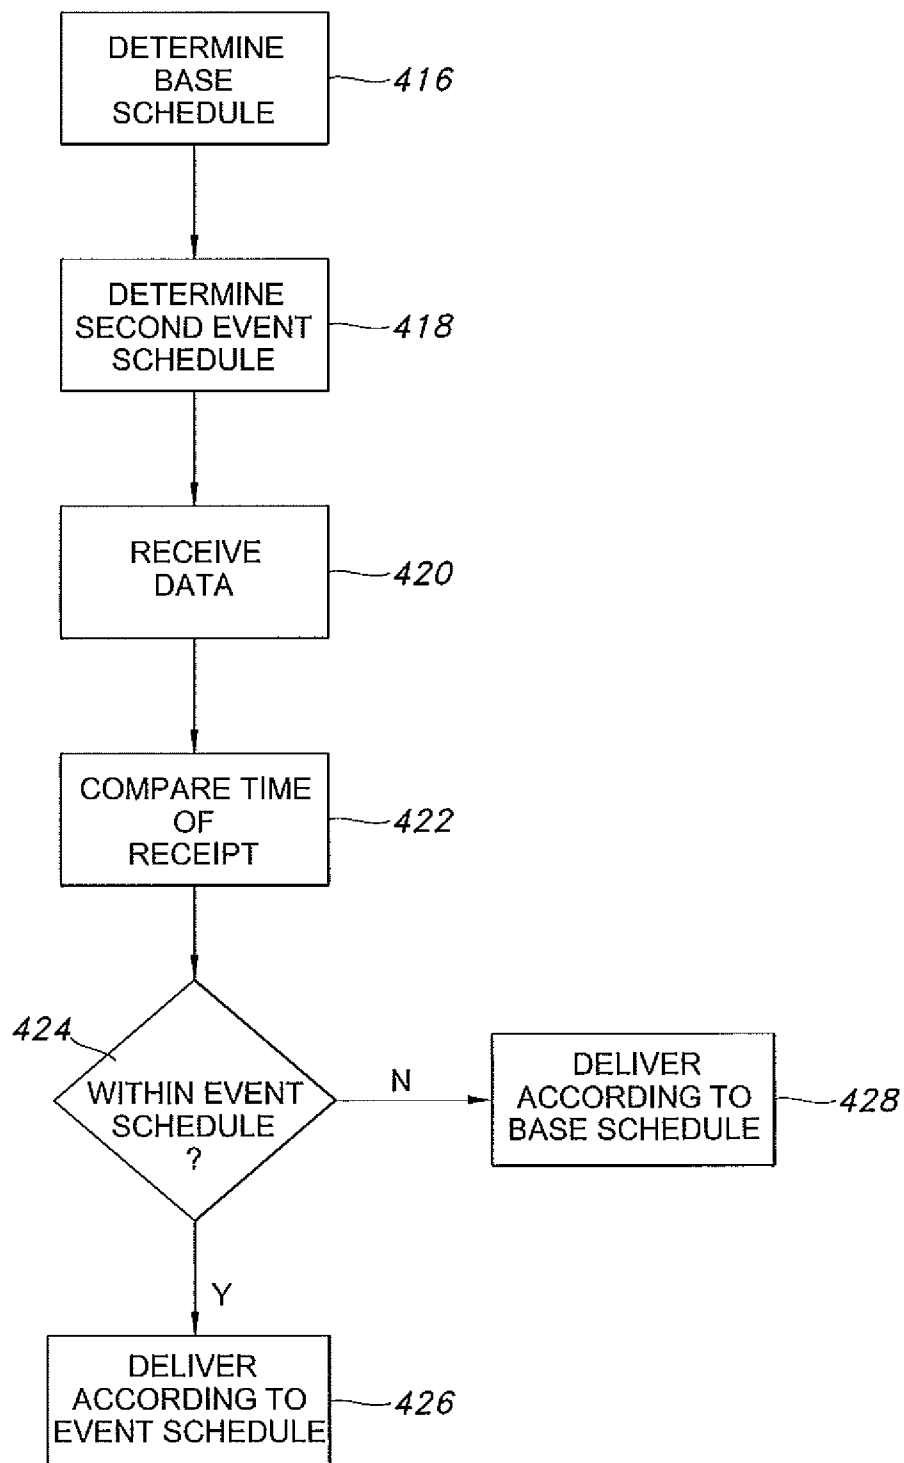 DETERMINE
BASE
SCHEDULE
416
DETERMINE
SECOND EVENT
SCHEDULE
418
RECEIVE
DATA
420
COMPARE TIME
OF
RECEIPT
422
424
WITHIN EVENT
SCHEDULE
?
N
DELIVER
ACCORDING TO
BASE SCHEDULE
428
Y
DELIVER
ACCORDING TO
EVENT SCHEDULE
426